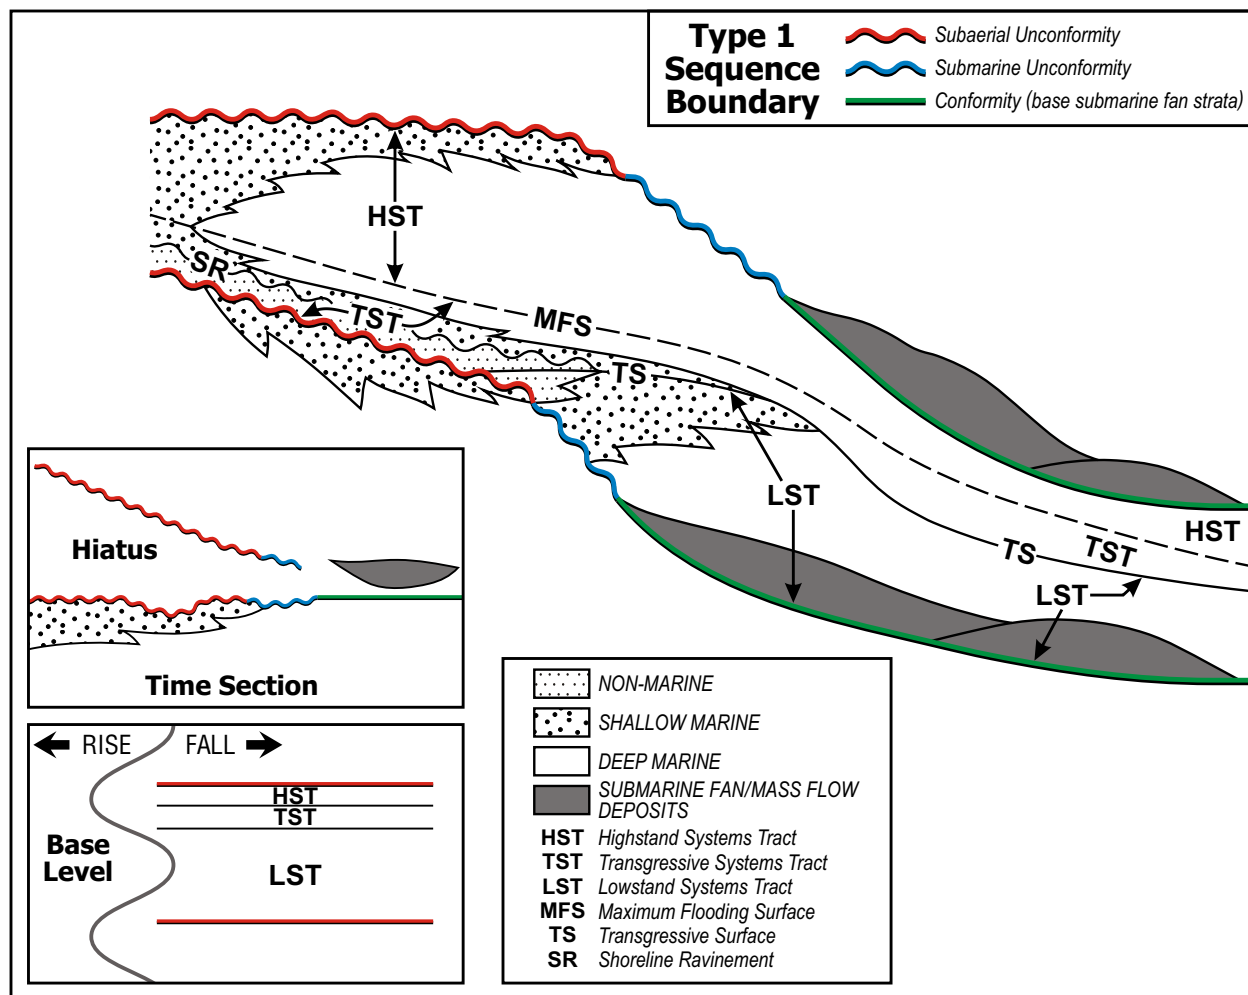 Type 1
Sequence
Boundary
Subaerial Unconformity
Submarine Unconformity
Conformity (base submarine fan strata)
HST
SR
TST
MFS
TS
LST
HST
TST
TS
LST
Hiatus
Time Section
RISE
FALL
HST
TST
Base
Level
LST
NON-MARINE
SHALLOW MARINE
DEEP MARINE
SUBMARINE FAN/MASS FLOW
DEPOSITS
HST Highstand Systems Tract
TST Transgressive Systems Tract
LST Lowstand Systems Tract
MFS Maximum Flooding Surface
TS Transgressive Surface
SR Shoreline Ravinement